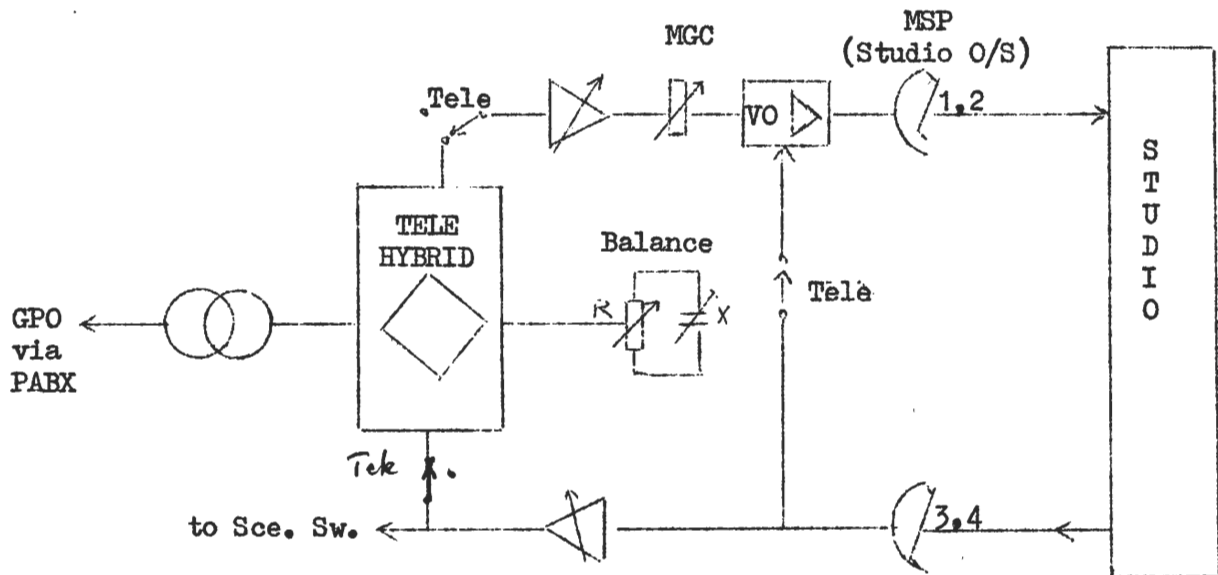 MSP
(Studio O/S)
MGC
Tele
1,2
VO
STUDIO
TELE
HYBRID
Balance
R
X
Tele
GPO
via
PABX
Tele
3,4
to Sce. Sw.